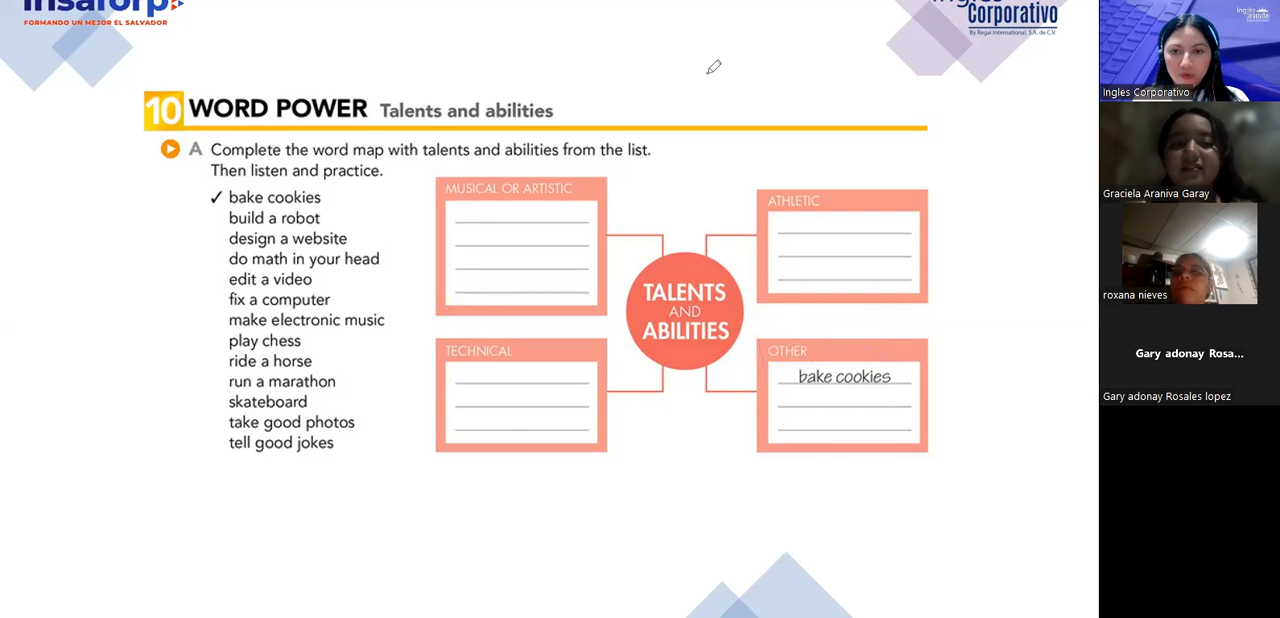 insaforp
FORMANDO UN MEJOR EL SALVADOR
Ingles
Corporativo
By Regal International, S.A. de C.V.
10 WORD POWER Talents and abilities
A Complete the word map with talents and abilities from the list.
Then listen and practice.
✓ bake cookies
build a robot
design a website
do math in your head
edit a video
fix a computer
make electronic music
play chess
ride a horse
run a marathon
skateboard
take good photos
tell good jokes
MUSICAL OR ARTISTIC
ATHLETIC
TALENTS
AND
ABILITIES
TECHNICAL
OTHER
bake cookies
Ingles Corporativo
Graciela Araniva Garay
roxana nieves
Gary adonay Rosa...
Gary adonay Rosales lopez